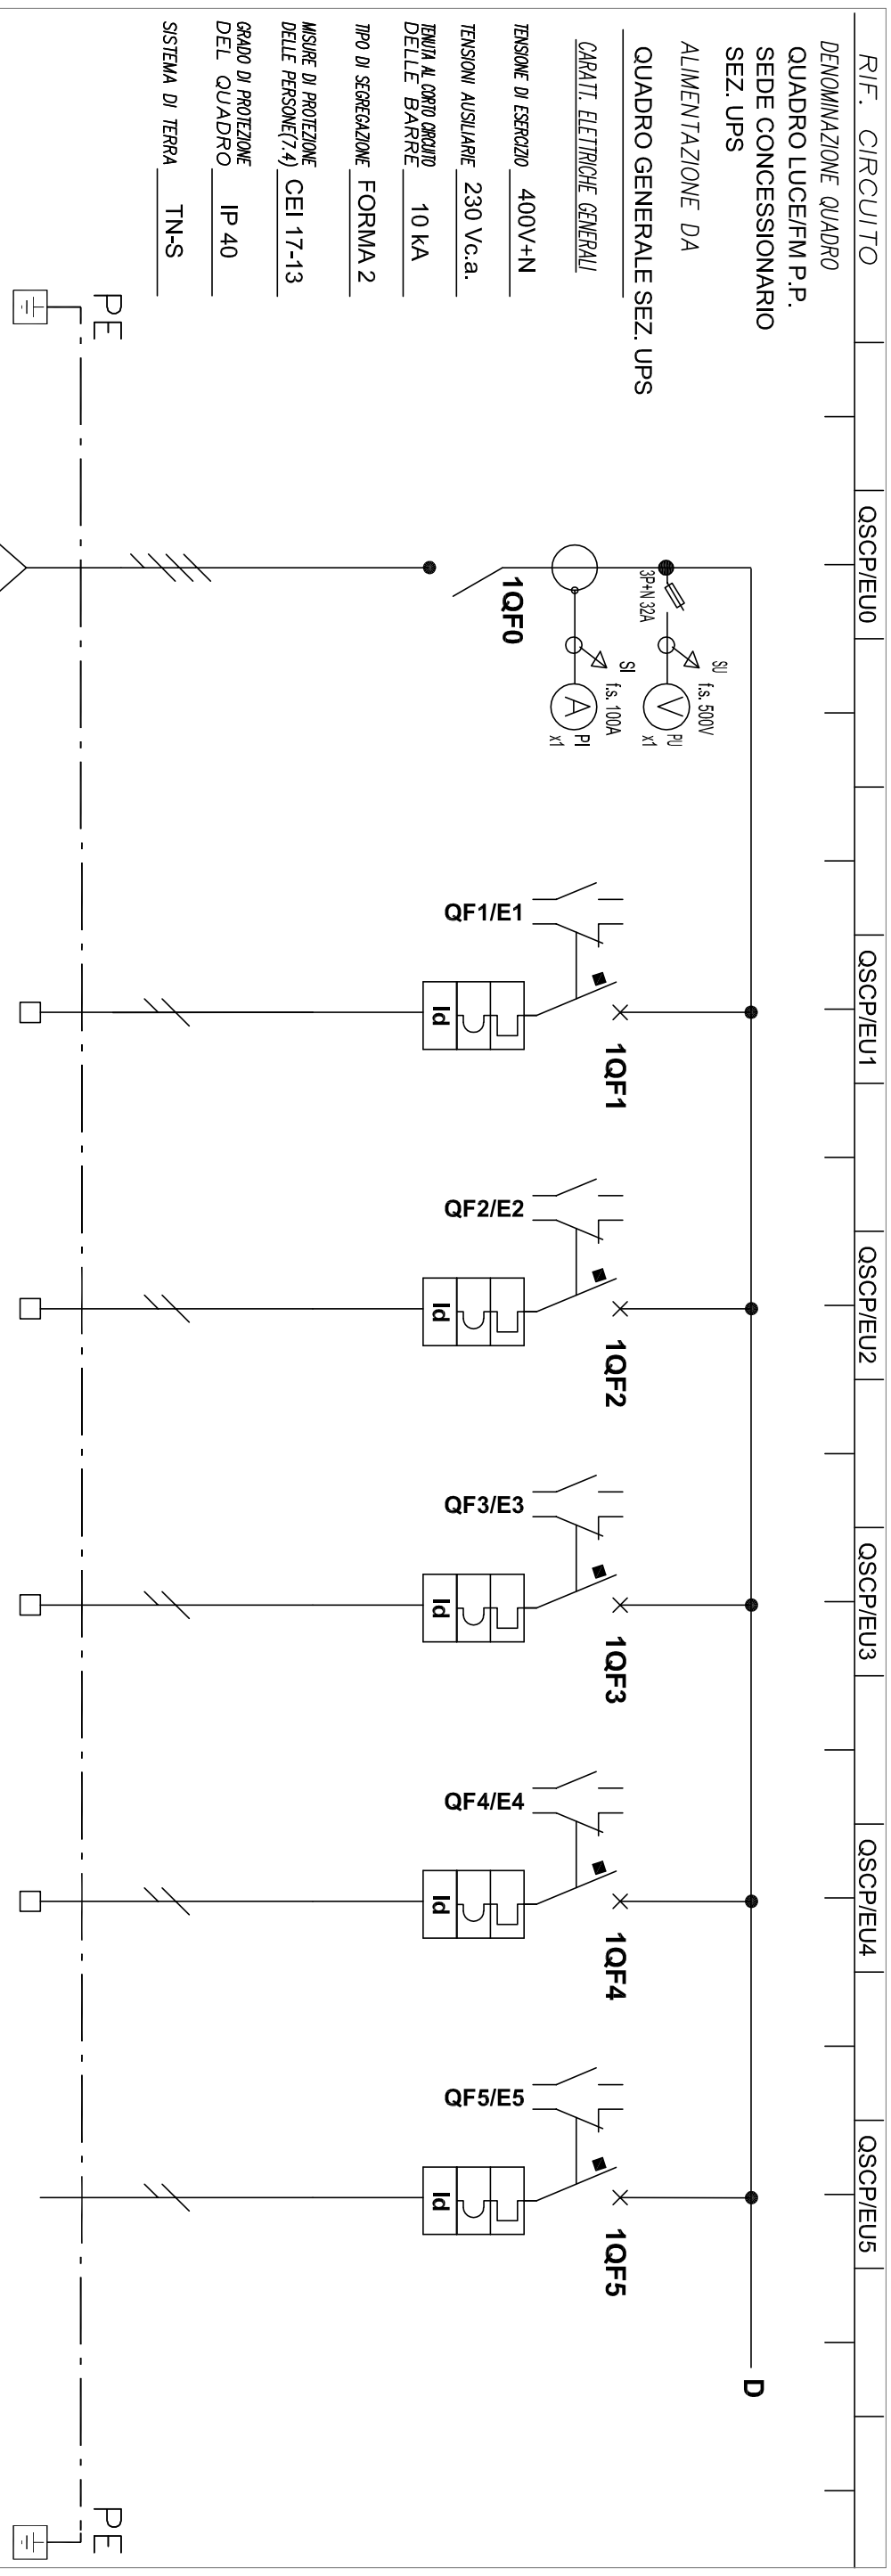 RIF. CIRCUITO
QSCP/EU0
QSCP/EU1
QSCP/EU2
QSCP/EU3
QSCP/EU4
QSCP/EU5
DENOMINAZIONE QUADRO
QUADRO LUCE/FM P.P.
SEDE CONCESSIONARIO
SEZ. UPS
ALIMENTAZIONE DA
QUADRO GENERALE SEZ. UPS
CARATT. ELETTRICHE GENERALI
TENSIONE DI ESERCIZIO 400V+N
TENSIONI AUSILIARIE 230 Vc.a.
TENUTA AL CORTO CIRCUITO
DELLE BARRE 10 kA
TIPO DI SEGREGAZIONE FORMA 2
MISURE DI PROTEZIONE
DELLE PERSONE(7.4) CEI 17-13
GRADO DI PROTEZIONE
DEL QUADRO IP 40
SISTEMA DI TERRA TN-S
D
SU f.s. 500V
3P+N 32A
V
PU
x1
SI f.s. 100A
A
PI
x1
1QF0
1QF1
QF1/E1
Id
1QF2
QF2/E2
Id
1QF3
QF3/E3
Id
1QF4
QF4/E4
Id
1QF5
QF5/E5
Id
PE
PE